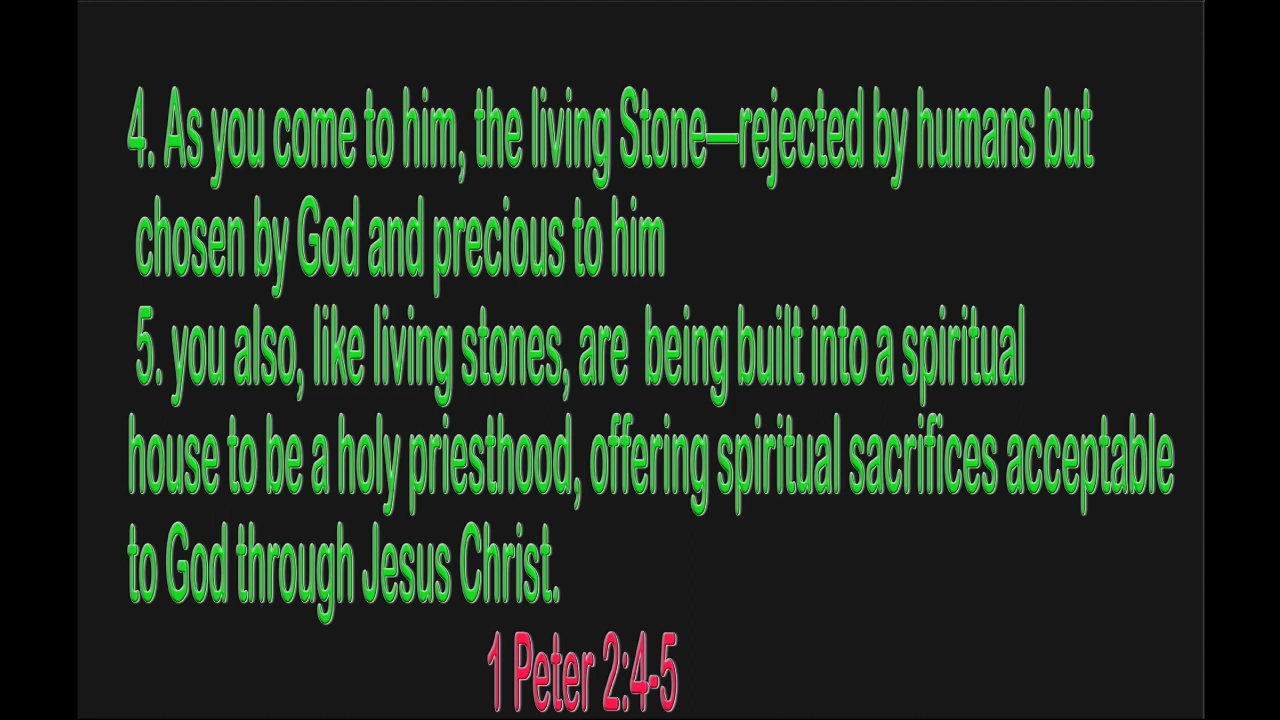 4. As you come to him, the living Stone—rejected by humans but
chosen by God and precious to him
5. you also, like living stones, are being built into a spiritual
house to be a holy priesthood, offering spiritual sacrifices acceptable
to God through Jesus Christ.
1 Peter 2:4-5